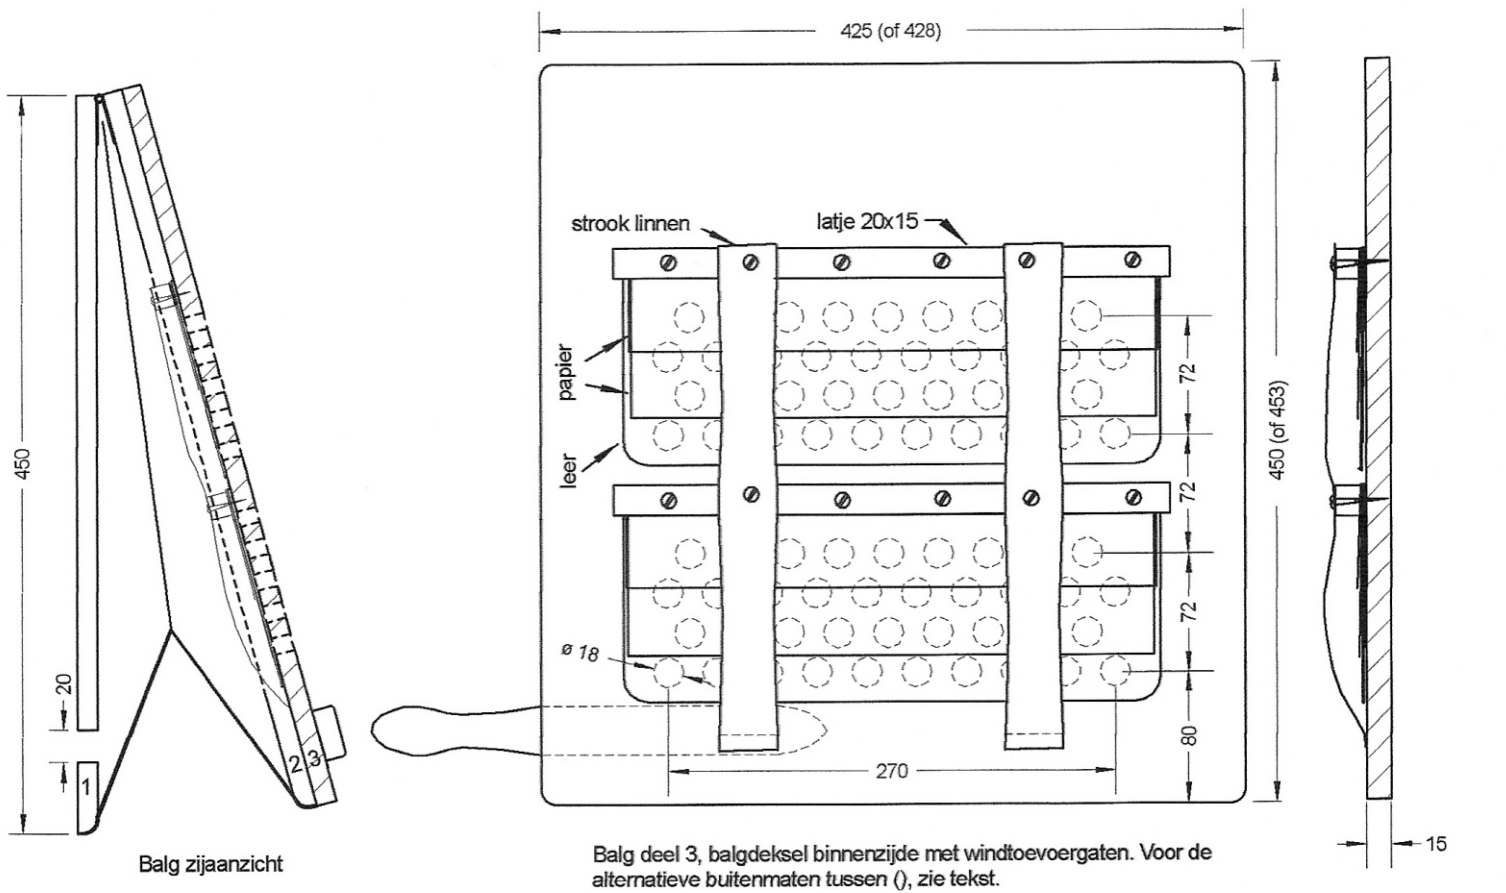 425 (of 428)
strook linnen
latje 20x15
papier
leer
72
72
72
80
450 (of 453)
450
20
1
2
3
ø 18
270
15
Balg zijaanzicht
Balg deel 3, balgdeksel binnenzijde met windtoevoergaten. Voor de
alternatieve buitenmaten tussen (), zie tekst.